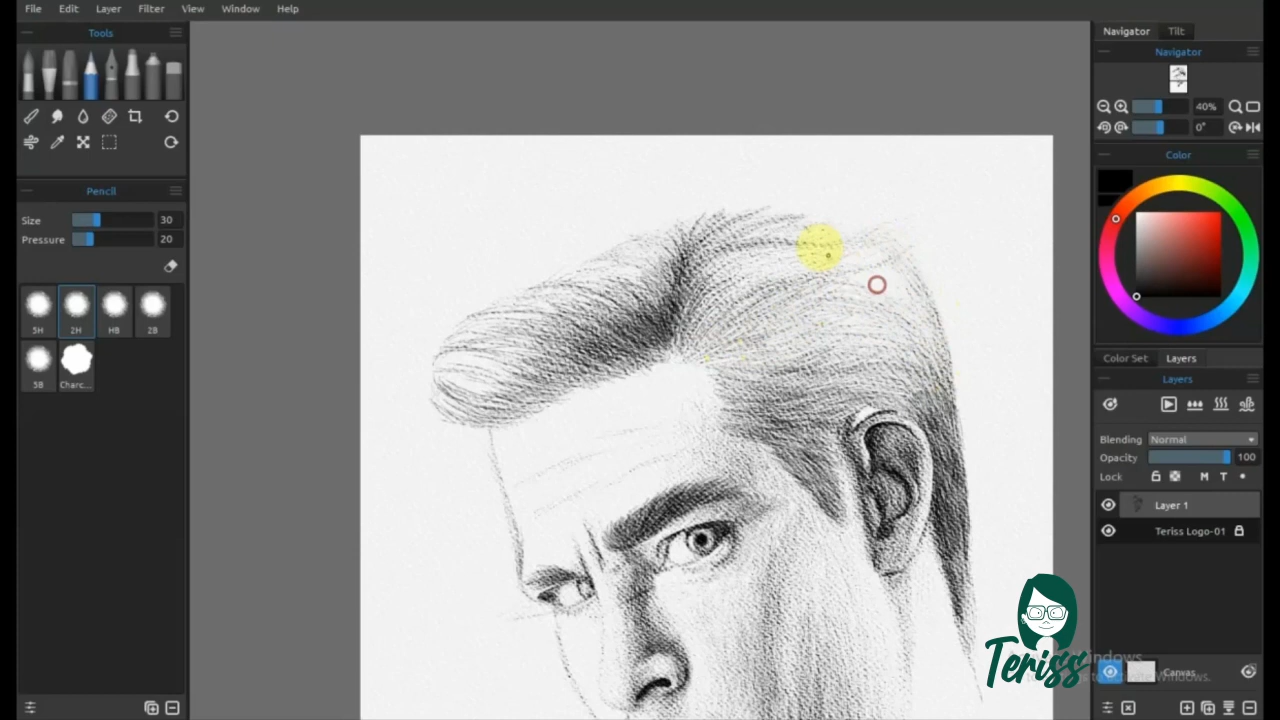 File Edit Layer Filter View Window Help
Tools
Pencil
Size 30
Pressure 20
5H 2H HB 2B
5B Charc...
Navigator Tilt
Navigator
40%
0°
Color
Color Set Layers
Layers
Blending Normal
Opacity 100
Lock M T
Layer 1
Teriss Logo-01
Canvas
Teriss